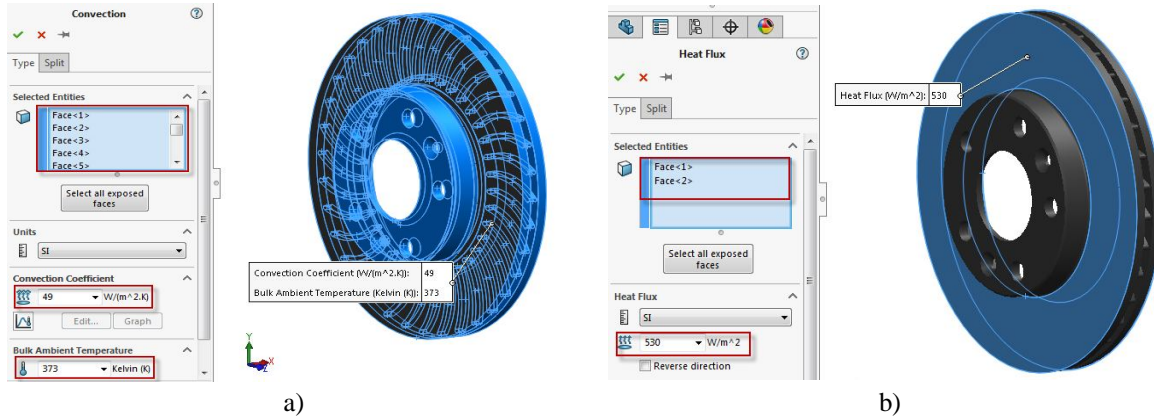 Convection
Type Split
Selected Entities
Face<1>
Face<2>
Face<3>
Face<4>
Face<5>
Select all exposed
faces
Units
SI
Convection Coefficient
49 W/(m^2.K)
Edit... Graph
Bulk Ambient Temperature
373 Kelvin (K)
Convection Coefficient (W/(m^2.K)): 49
Bulk Ambient Temperature (Kelvin (K)): 373
Y
X
Z
a)
Heat Flux
Type Split
Selected Entities
Face<1>
Face<2>
Select all exposed
faces
Heat Flux
SI
530 W/m^2
Reverse direction
Heat Flux (W/m^2): 530
b)